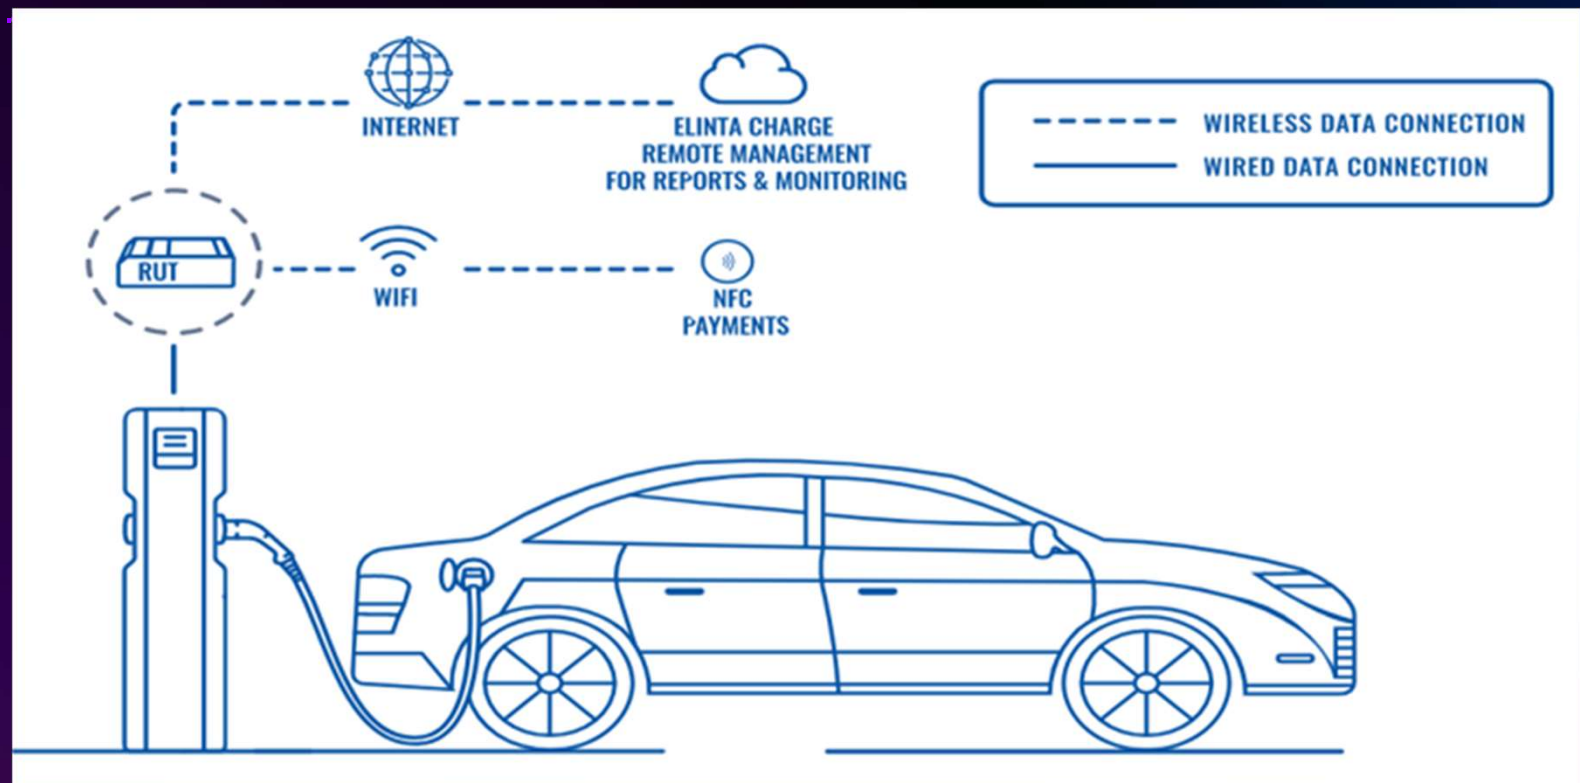 INTERNET
ELINTA CHARGE
REMOTE MANAGEMENT
FOR REPORTS & MONITORING
WIRELESS DATA CONNECTION
WIRED DATA CONNECTION
RUT
WIFI
NFC
PAYMENTS